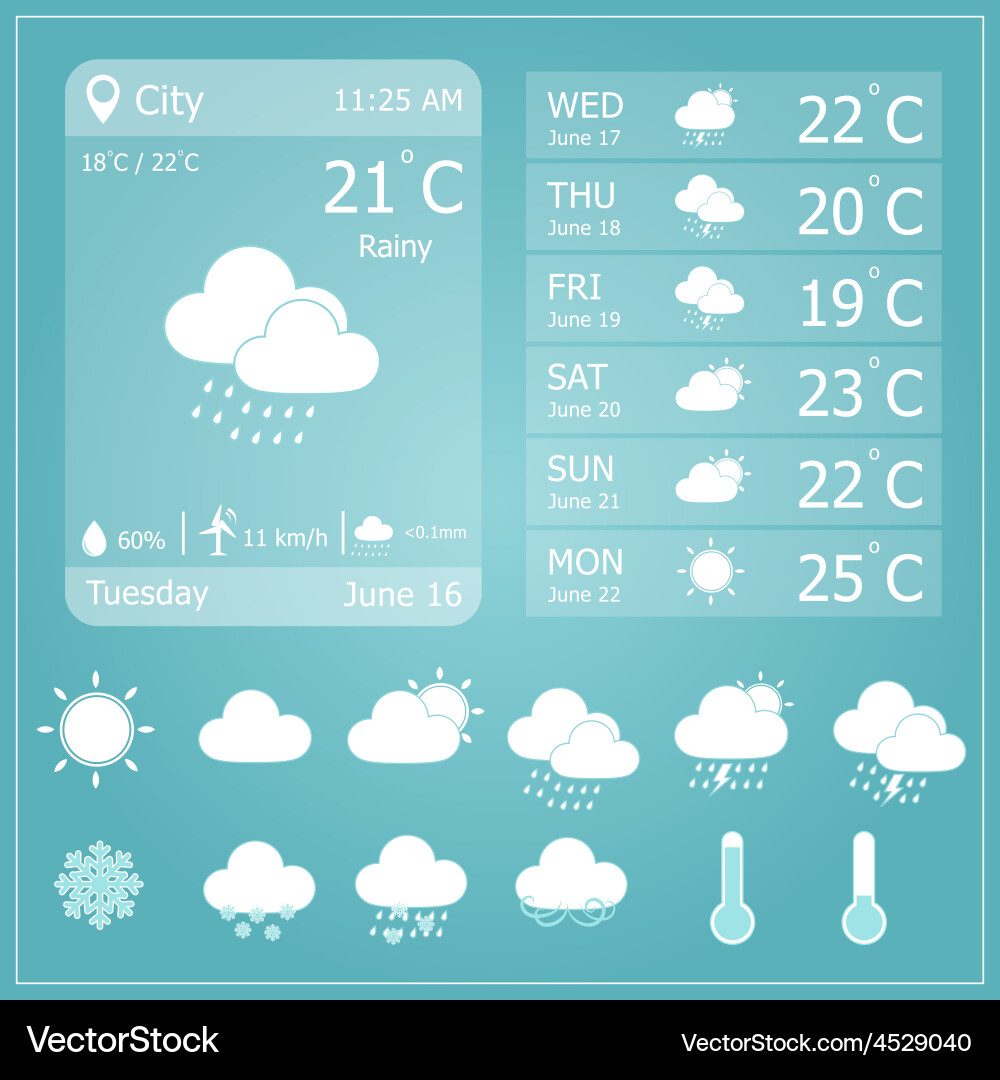 City 11:25 AM
18°C / 22°C
21°C
Rainy
60% 11 km/h <0.1mm
Tuesday June 16
WED
June 17
22°C
THU
June 18
20°C
FRI
June 19
19°C
SAT
June 20
23°C
SUN
June 21
22°C
MON
June 22
25°C
VectorStock VectorStock.com/4529040